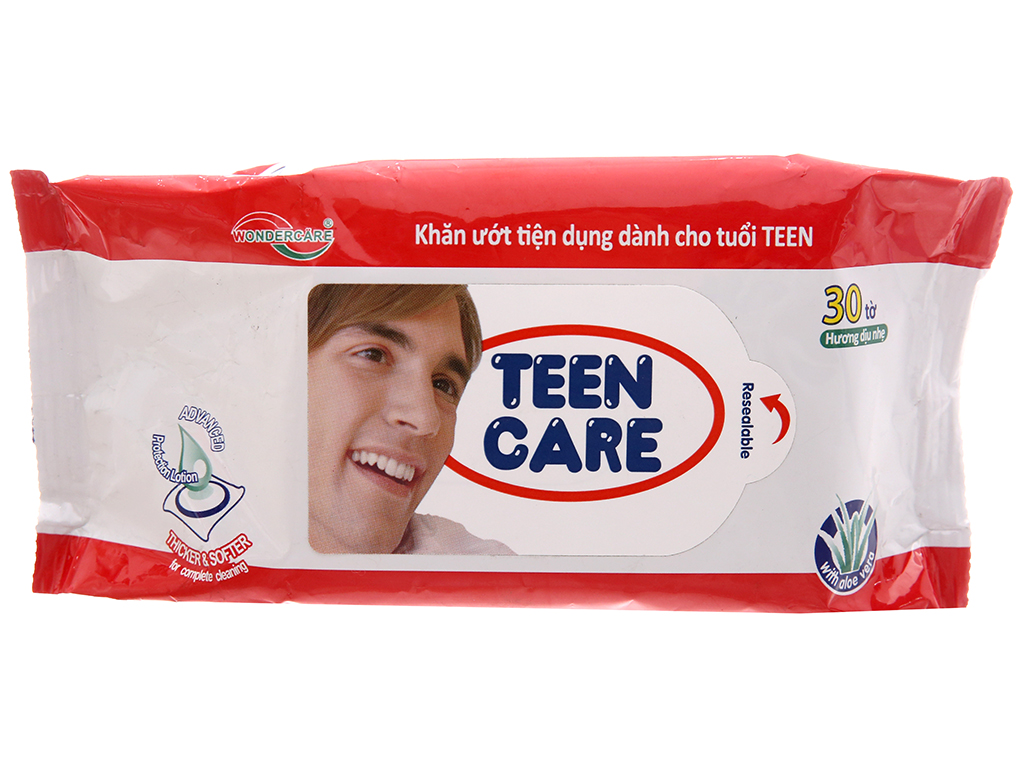 WONDERCARE®
Khăn ướt tiện dụng dành cho tuổi TEEN
30 tờ
Hương dịu nhẹ
TEEN
CARE
Resealable
ADVANCED
Protection Lotion
THICKER & SOFTER
for complete cleaning
with aloe vera